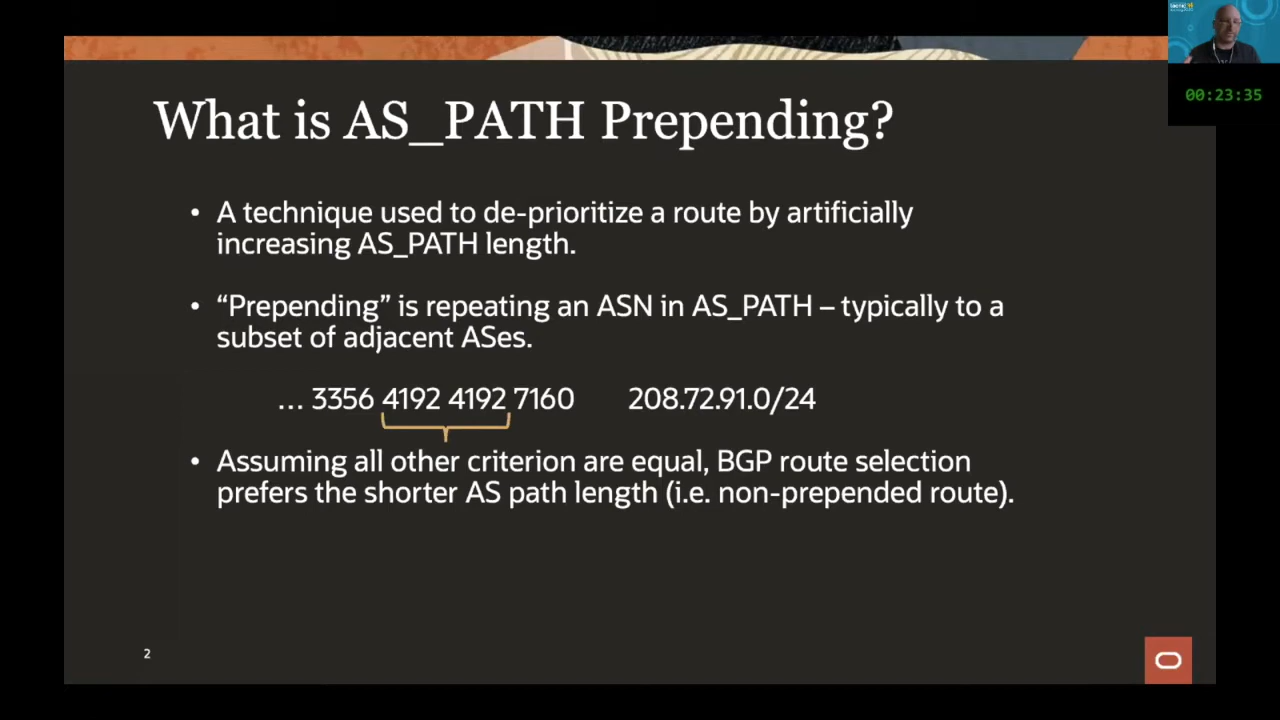 00:23:35
What is AS_PATH Prepending?
• A technique used to de-prioritize a route by artificially
increasing AS_PATH length.
• “Prepending” is repeating an ASN in AS_PATH – typically to a
subset of adjacent ASes.
… 3356 4192 4192 7160 208.72.91.0/24
• Assuming all other criterion are equal, BGP route selection
prefers the shorter AS path length (i.e. non-prepended route).
2